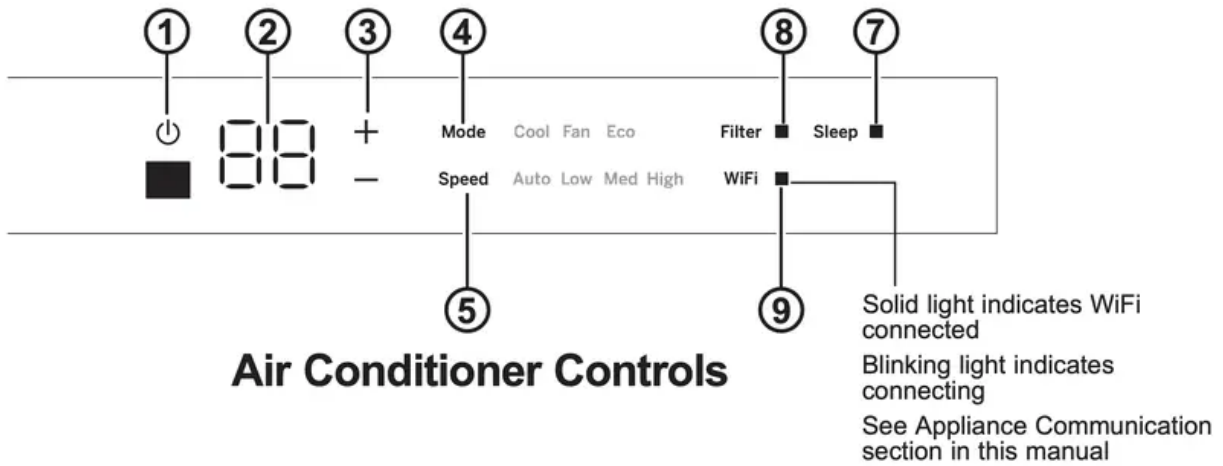 1 2 3 4 8 7
88 + Mode Cool Fan Eco Filter Sleep
− Speed Auto Low Med High WiFi
5 9
Air Conditioner Controls
Solid light indicates WiFi
connected
Blinking light indicates
connecting
See Appliance Communication
section in this manual